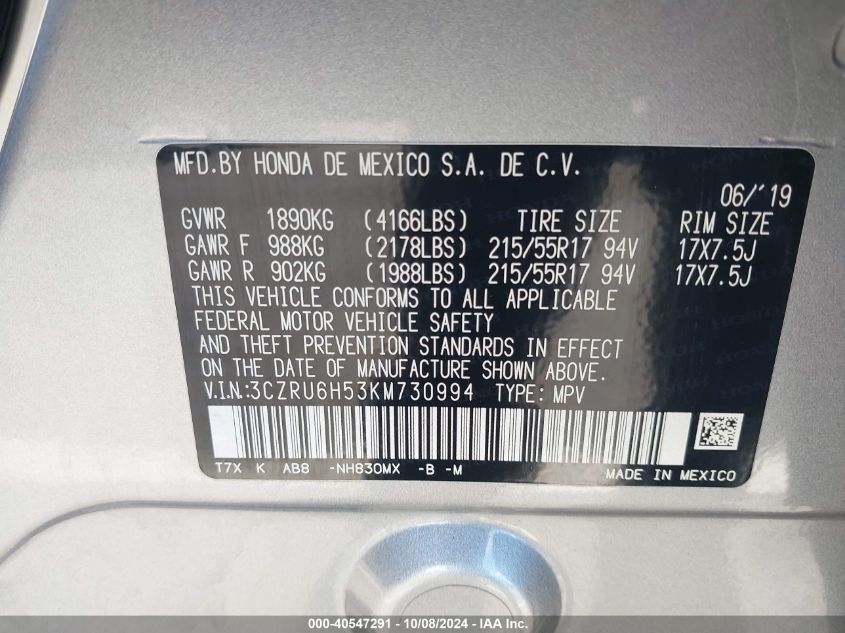 MFD.BY HONDA DE MEXICO S.A. DE C.V.
06/'19
GVWR 1890KG (4166LBS) TIRE SIZE RIM SIZE
GAWR F 988KG (2178LBS) 215/55R17 94V 17X7.5J
GAWR R 902KG (1988LBS) 215/55R17 94V 17X7.5J
THIS VEHICLE CONFORMS TO ALL APPLICABLE
FEDERAL MOTOR VEHICLE SAFETY
AND THEFT PREVENTION STANDARDS IN EFFECT
ON THE DATE OF MANUFACTURE SHOWN ABOVE.
V.I.N.:3CZRU6H53KM730994 TYPE: MPV
T7X K AB8 -NH830MX -B -M
MADE IN MEXICO
000-40547291 - 10/08/2024 - IAA Inc.